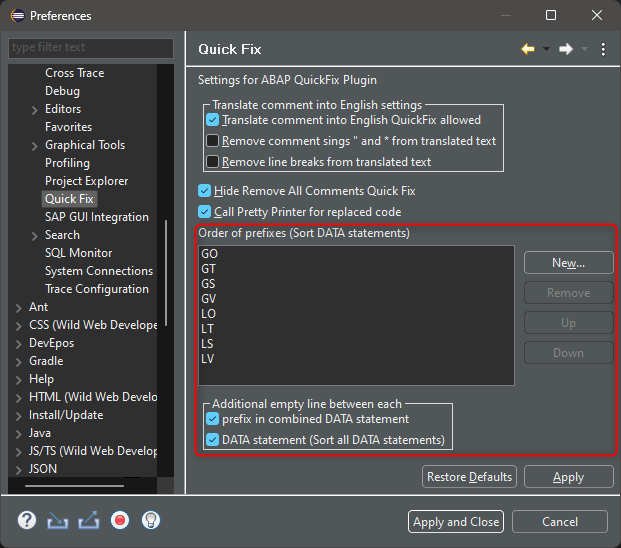 Preferences
type filter text
Cross Trace
Debug
Editors
Favorites
Graphical Tools
Profiling
Project Explorer
Quick Fix
SAP GUI Integration
Search
SQL Monitor
System Connections
Trace Configuration
Ant
CSS (Wild Web Develope
DevEpos
Gradle
Help
HTML (Wild Web Develo
Install/Update
Java
JS/TS (Wild Web Develop
JSON
Quick Fix
Settings for ABAP QuickFix Plugin
Translate comment into English settings
Translate comment into English QuickFix allowed
Remove comment sings " and * from translated text
Remove line breaks from translated text
Hide Remove All Comments Quick Fix
Call Pretty Printer for replaced code
Order of prefixes (Sort DATA statements)
GO
GT
GS
GV
LO
LT
LS
LV
New...
Remove
Up
Down
Additional empty line between each
prefix in combined DATA statement
DATA statement (Sort all DATA statements)
Restore Defaults
Apply
Apply and Close
Cancel